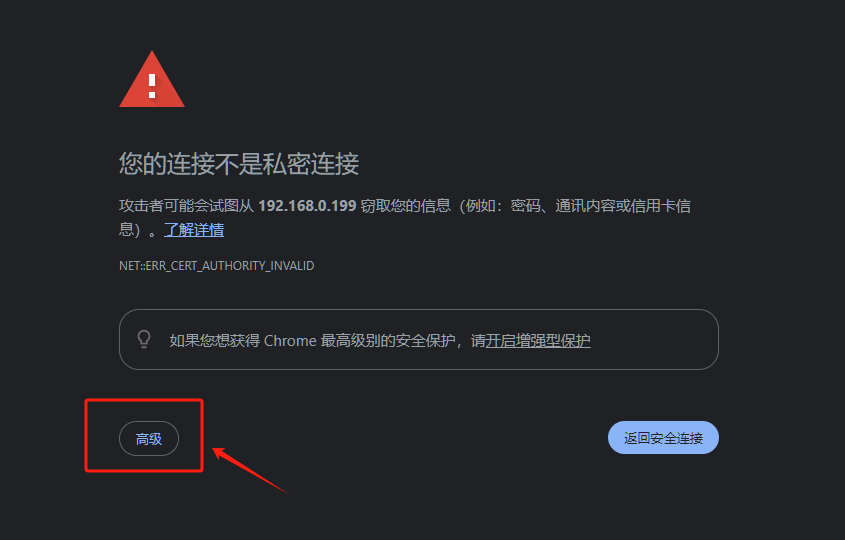 您的连接不是私密连接
攻击者可能会试图从 192.168.0.199 窃取您的信息（例如：密码、通讯内容或信用卡信
息）。了解详情
NET::ERR_CERT_AUTHORITY_INVALID
如果您想获得 Chrome 最高级别的安全保护，请开启增强型保护
高级
返回安全连接